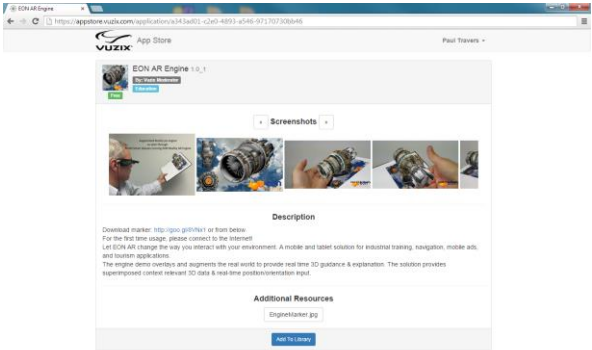 EON AR Engine
https://appstore.vuzix.com/application/a343ad01-c2e0-4893-a546-97170730bb46
VUZIX App Store
Paul Travers
EON AR Engine 1.0_1
By: Vuzix Moderator
Education
Free
Screenshots
Description
Download marker: or from below
For the first time usage, please connect to the Internet!
Let EON AR change the way you interact with your environment. A mobile and tablet solution for industrial training, navigation, mobile ads,
and tourism applications.
The engine demo overlays and augments the real world to provide real time 3D guidance & explanation. The solution provides
superimposed context relevant 3D data & real-time position/orientation input.
Additional Resources
EngineMarker.jpg
Add To Library